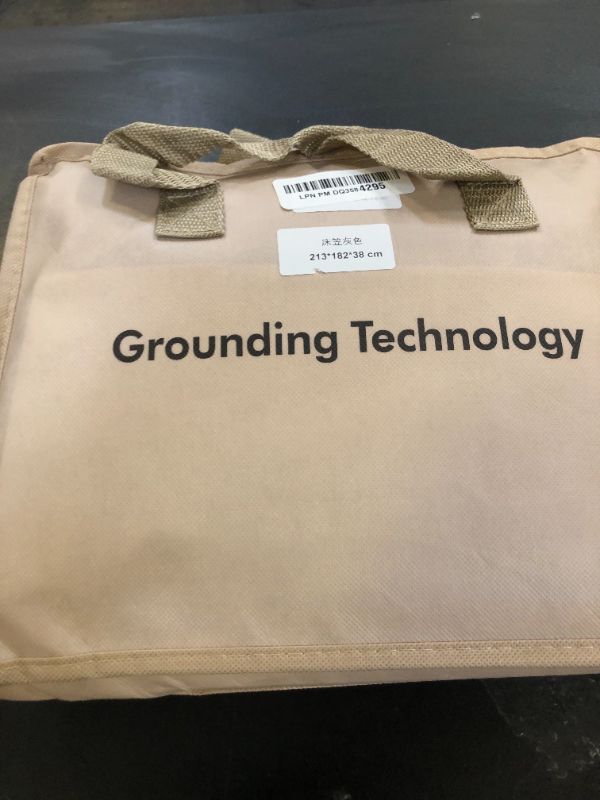 LPN PM DQ3584295
床笠灰色
213*182*38 cm
Grounding Technology